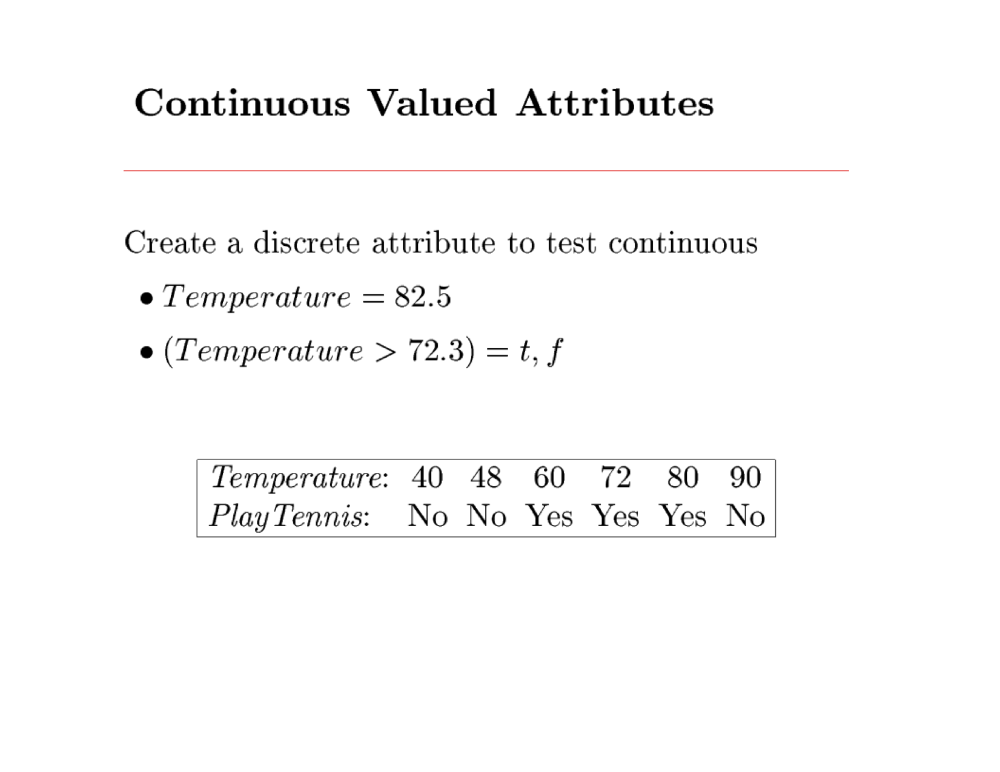 Continuous Valued Attributes
Create a discrete attribute to test continuous
• Temperature = 82.5
• (Temperature > 72.3) = t, f
Temperature: 40 48 60 72 80 90
PlayTennis: No No Yes Yes Yes No